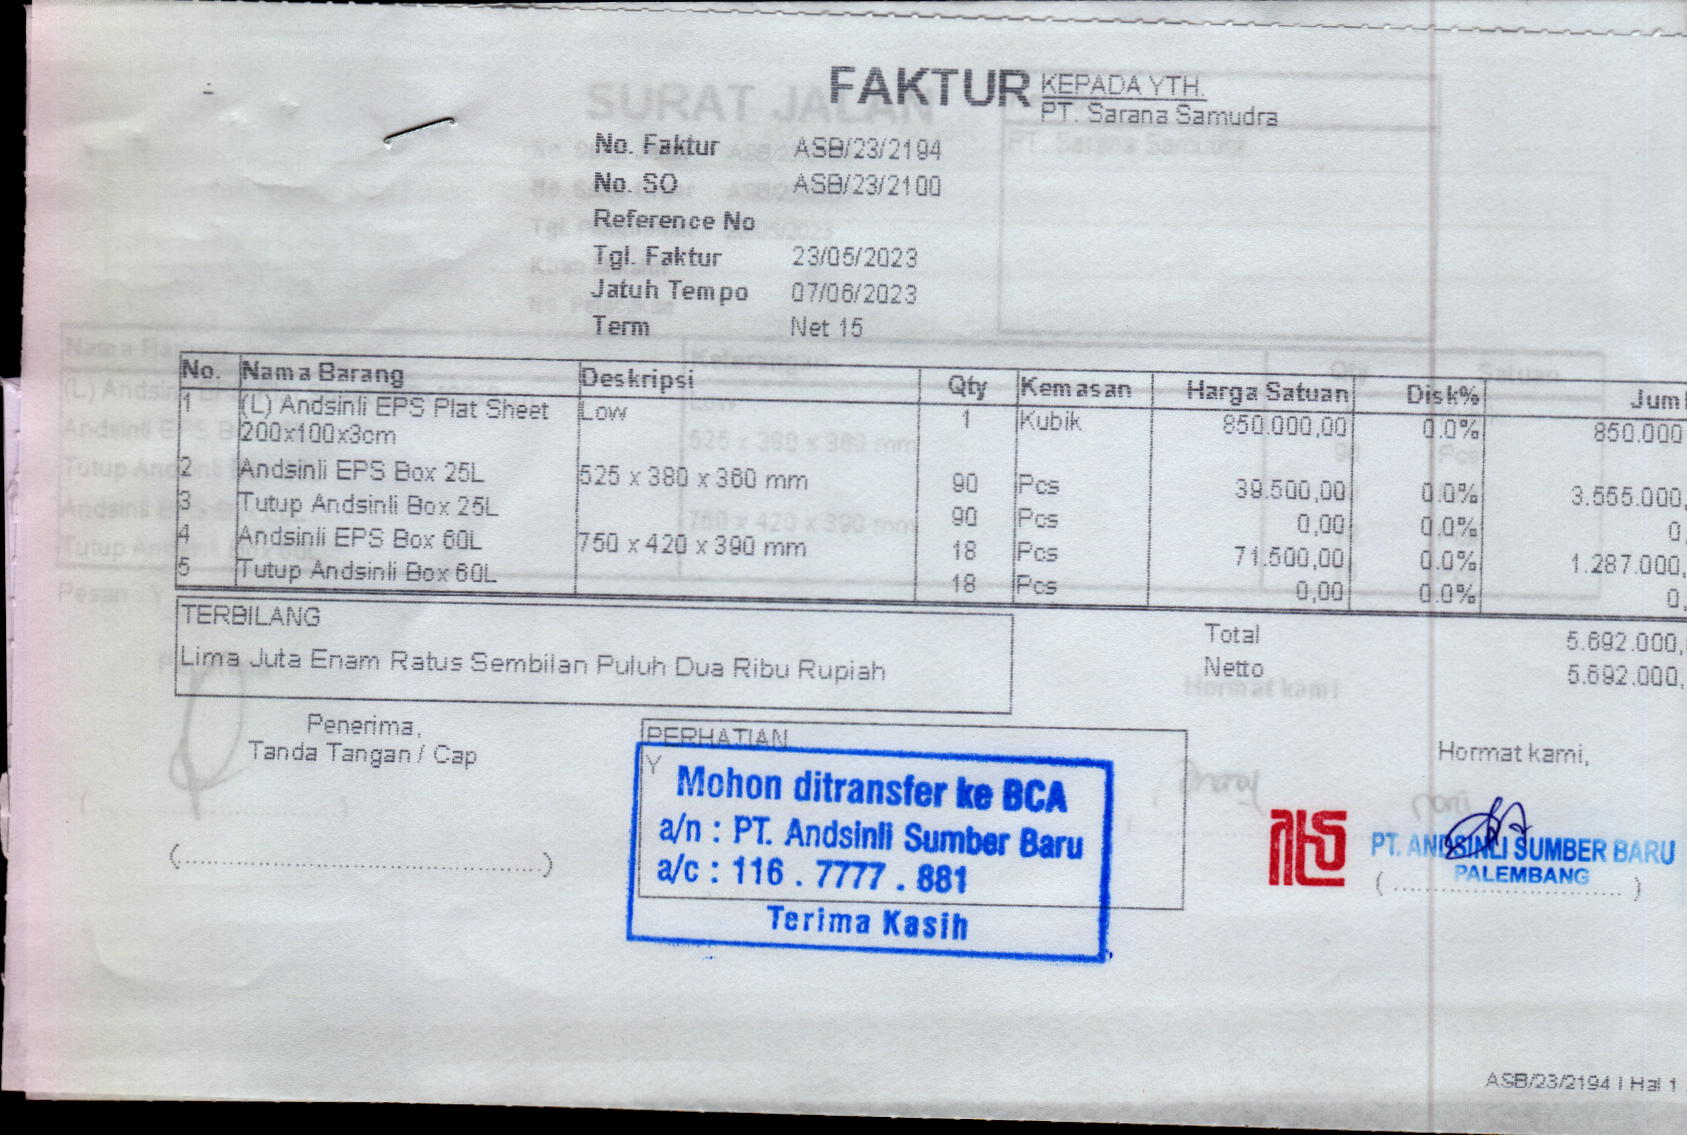 FAKTUR
KEPADA YTH.
PT. Sarana Samudra
No. Faktur ASB/23/2194
No. SO ASB/23/2100
Reference No
Tgl. Faktur 23/05/2023
Jatuh Tempo 07/06/2023
Term Net 15
No. Nama Barang Deskripsi Qty Kemasan Harga Satuan Disk% Juml
1 (L) Andsinli EPS Plat Sheet Low 1 Kubik 850.000,00 0.0% 850.000
200x100x3cm
2 Andsinli EPS Box 25L 525 x 380 x 360 mm 90 Pcs 39.500,00 0.0% 3.555.000,
3 Tutup Andsinli Box 25L 90 Pcs 0,00 0.0% 0,
4 Andsinli EPS Box 60L 750 x 420 x 390 mm 18 Pcs 71.500,00 0.0% 1.287.000,
5 Tutup Andsinli Box 60L 18 Pcs 0,00 0.0% 0,
TERBILANG
Lima Juta Enam Ratus Sembilan Puluh Dua Ribu Rupiah
Total 5.692.000,
Netto 5.692.000,
Penerima,
Tanda Tangan / Cap
(........................................)
PERHATIAN
Y
Mohon ditransfer ke BCA
a/n : PT. Andsinli Sumber Baru
a/c : 116 . 7777 . 881
Terima Kasih
Hormat kami,
PT. ANDSINLI SUMBER BARU
PALEMBANG
(........................................)
ASB/23/2194 | Hal 1
SURAT JALAN
PT. Sarana Samudra
Hormat kami